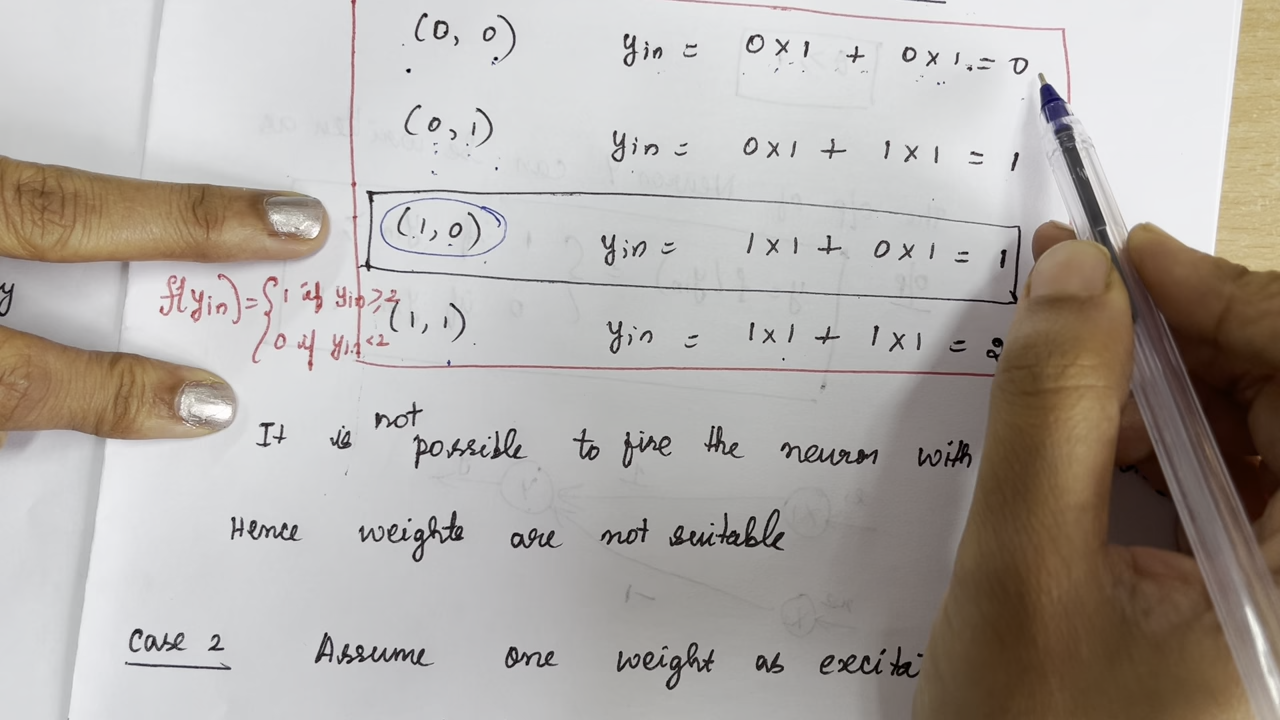 (0, 0) yin = 0 x 1 + 0 x 1 = 0
(0, 1) yin = 0 x 1 + 1 x 1 = 1
(1, 0) yin = 1 x 1 + 0 x 1 = 1
f(yin) = { 1 if yin ≥ 2
0 if yin < 2
(1, 1) yin = 1 x 1 + 1 x 1 = 2
It is not possible to fire the neuron with
Hence weights are not suitable
Case 2 Assume one weight as excita